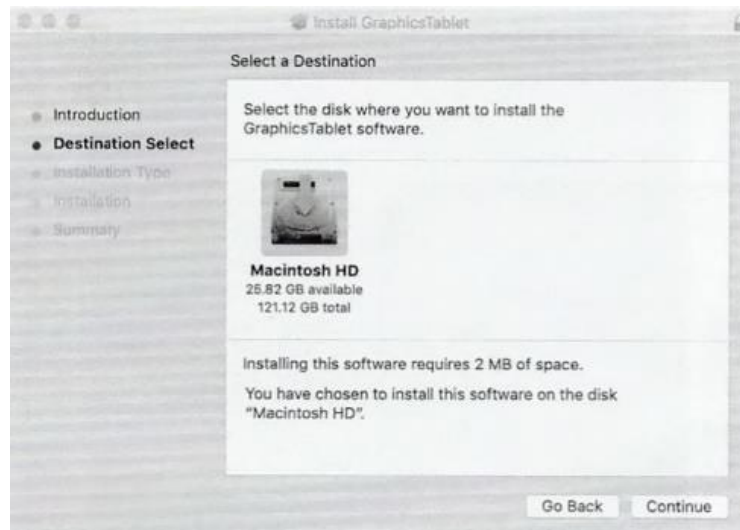 Install GraphicsTablet
Select a Destination
Introduction
Destination Select
Installation Type
Installation
Summary
Select the disk where you want to install the
GraphicsTablet software.
Macintosh HD
25.82 GB available
121.12 GB total
Installing this software requires 2 MB of space.
You have chosen to install this software on the disk
"Macintosh HD".
Go Back
Continue